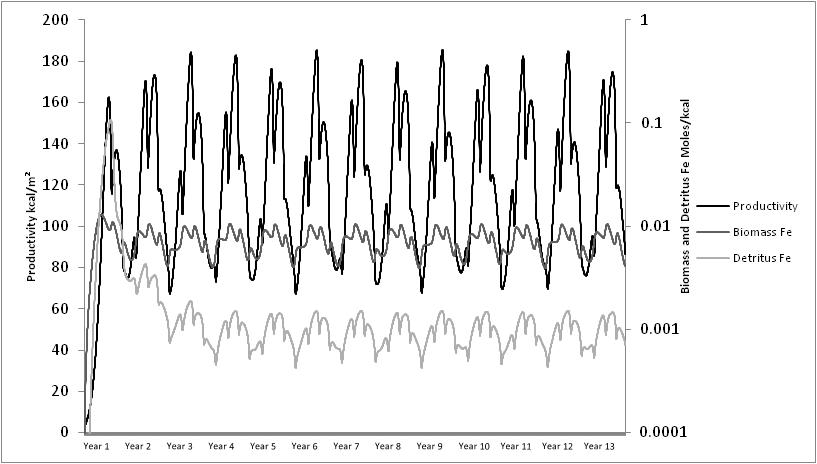 Productivity kcal/m²
200
180
160
140
120
100
80
60
40
20
0
Year 1 Year 2 Year 3 Year 4 Year 5 Year 6 Year 7 Year 8 Year 9 Year 10 Year 11 Year 12 Year 13
1
0.1
0.01
0.001
0.0001
Biomass and Detritus Fe Moles/kcal
Productivity
Biomass Fe
Detritus Fe